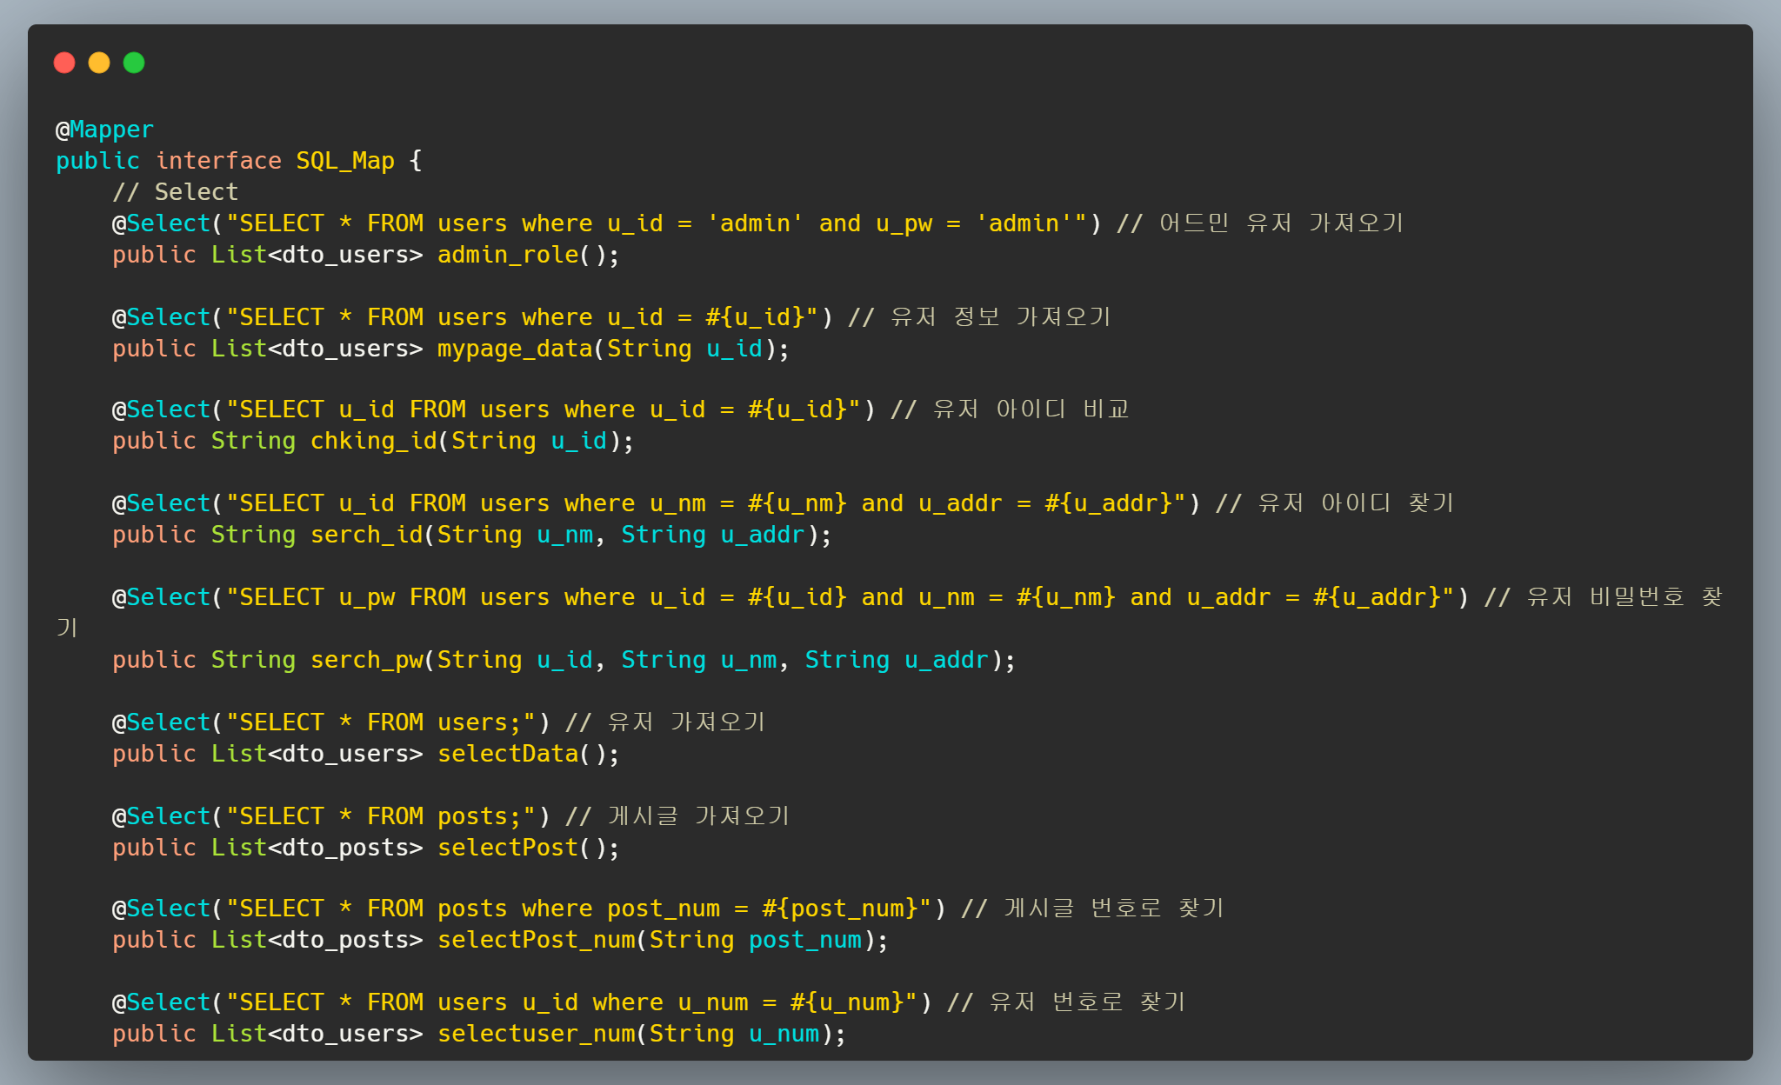 @Mapper
public interface SQL_Map {
    // Select
    @Select("SELECT * FROM users where u_id = 'admin' and u_pw = 'admin'") // 어드민 유저 가져오기
    public List<dto_users> admin_role();

    @Select("SELECT * FROM users where u_id = #{u_id}") // 유저 정보 가져오기
    public List<dto_users> mypage_data(String u_id);

    @Select("SELECT u_id FROM users where u_id = #{u_id}") // 유저 아이디 비교
    public String chking_id(String u_id);

    @Select("SELECT u_id FROM users where u_nm = #{u_nm} and u_addr = #{u_addr}") // 유저 아이디 찾기
    public String serch_id(String u_nm, String u_addr);

    @Select("SELECT u_pw FROM users where u_id = #{u_id} and u_nm = #{u_nm} and u_addr = #{u_addr}") // 유저 비밀번호 찾
기
    public String serch_pw(String u_id, String u_nm, String u_addr);

    @Select("SELECT * FROM users;") // 유저 가져오기
    public List<dto_users> selectData();

    @Select("SELECT * FROM posts;") // 게시글 가져오기
    public List<dto_posts> selectPost();

    @Select("SELECT * FROM posts where post_num = #{post_num}") // 게시글 번호로 찾기
    public List<dto_posts> selectPost_num(String post_num);

    @Select("SELECT * FROM users u_id where u_num = #{u_num}") // 유저 번호로 찾기
    public List<dto_users> selectuser_num(String u_num);